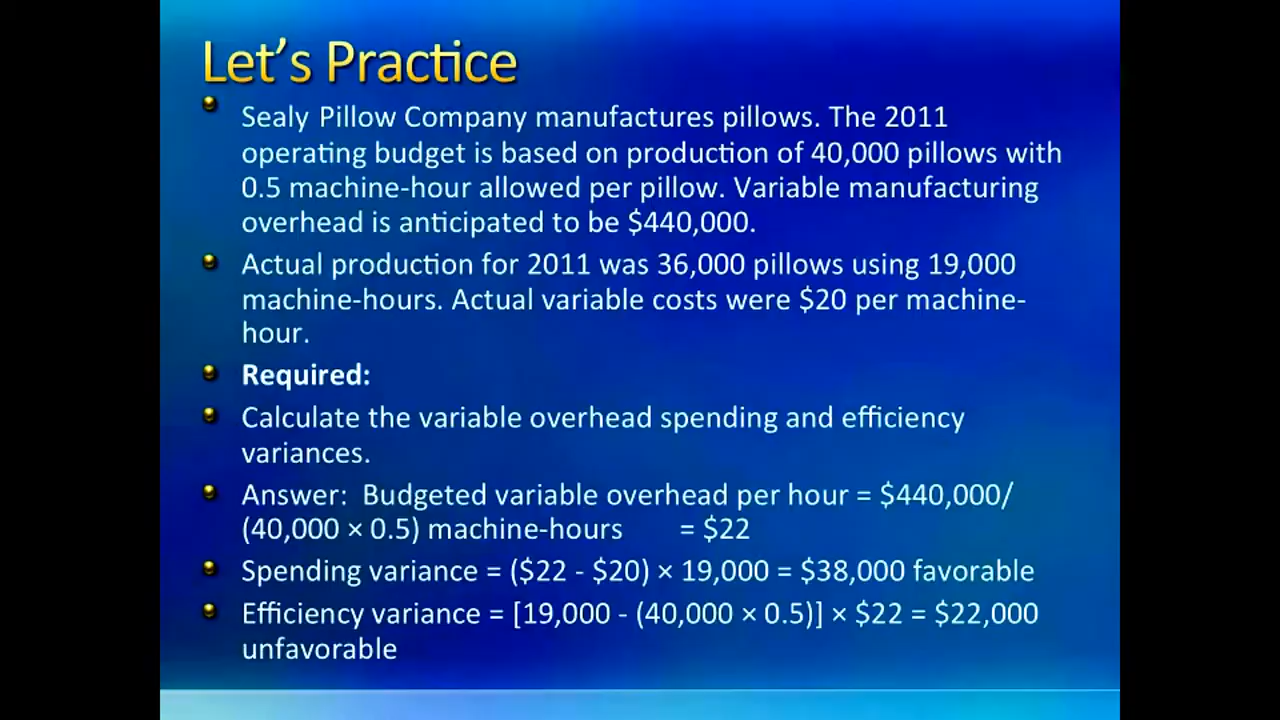 Let's Practice
Sealy Pillow Company manufactures pillows. The 2011
operating budget is based on production of 40,000 pillows with
0.5 machine-hour allowed per pillow. Variable manufacturing
overhead is anticipated to be $440,000.
Actual production for 2011 was 36,000 pillows using 19,000
machine-hours. Actual variable costs were $20 per machine-
hour.
Required:
Calculate the variable overhead spending and efficiency
variances.
Answer: Budgeted variable overhead per hour = $440,000/
(40,000 × 0.5) machine-hours = $22
Spending variance = ($22 - $20) × 19,000 = $38,000 favorable
Efficiency variance = [19,000 - (40,000 × 0.5)] × $22 = $22,000
unfavorable